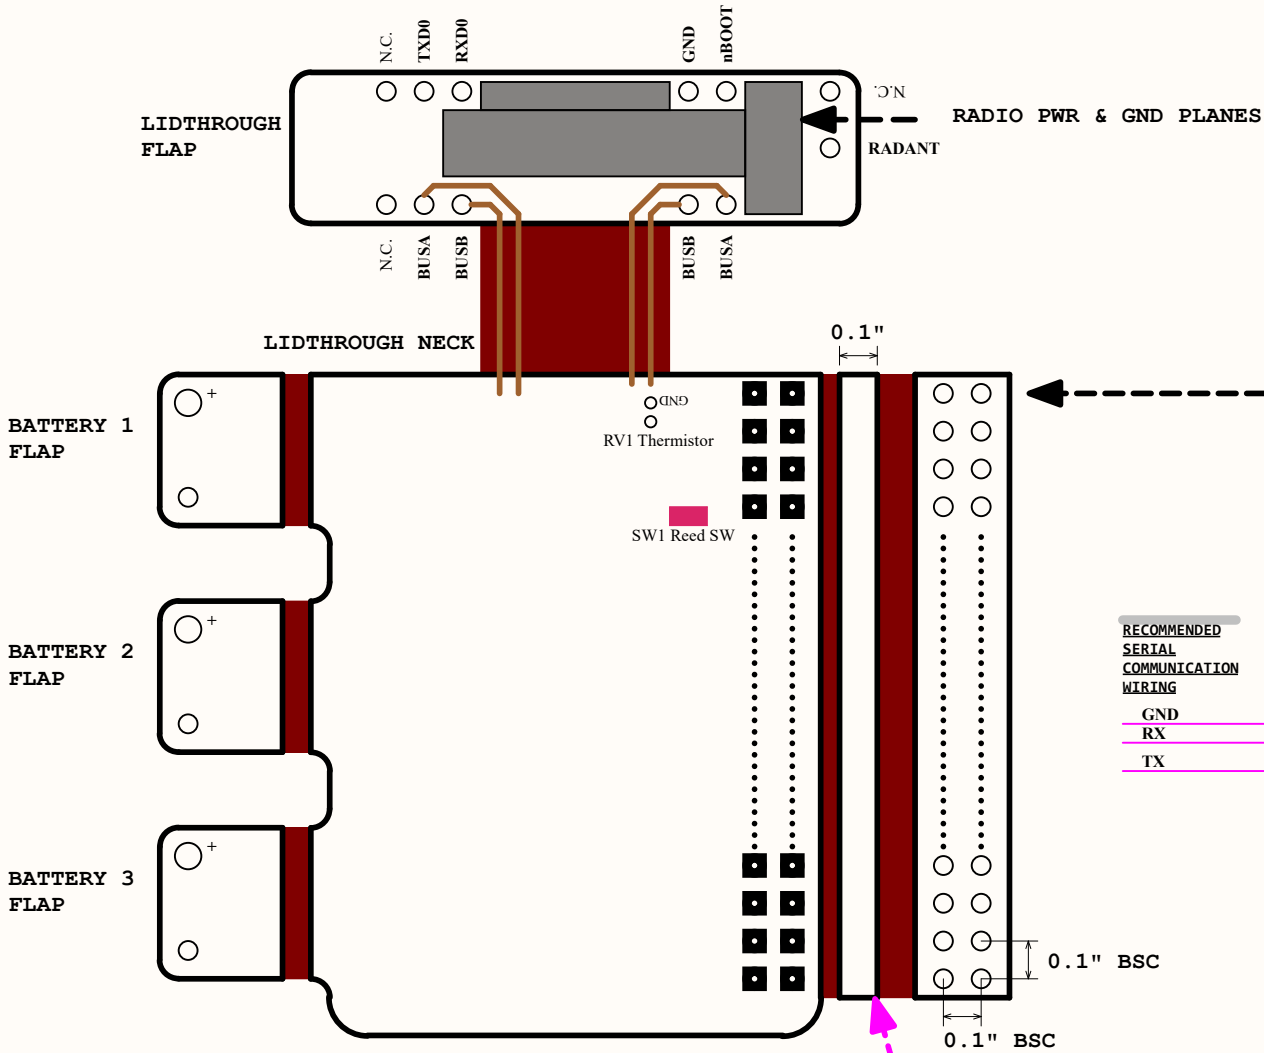 N.C.
TXD0
RXD0
GND
nBOOT
N.C.
RADIO PWR & GND PLANES
LIDTHROUGH
FLAP
RADANT
N.C.
BUSA
BUSB
BUSB
BUSA
LIDTHROUGH NECK
0.1"
BATTERY 1
FLAP
+
GND
RV1 Thermistor
SW1 Reed SW
BATTERY 2
FLAP
+
RECOMMENDED
SERIAL
COMMUNICATION
WIRING
GND
RX
TX
BATTERY 3
FLAP
+
0.1" BSC
0.1" BSC